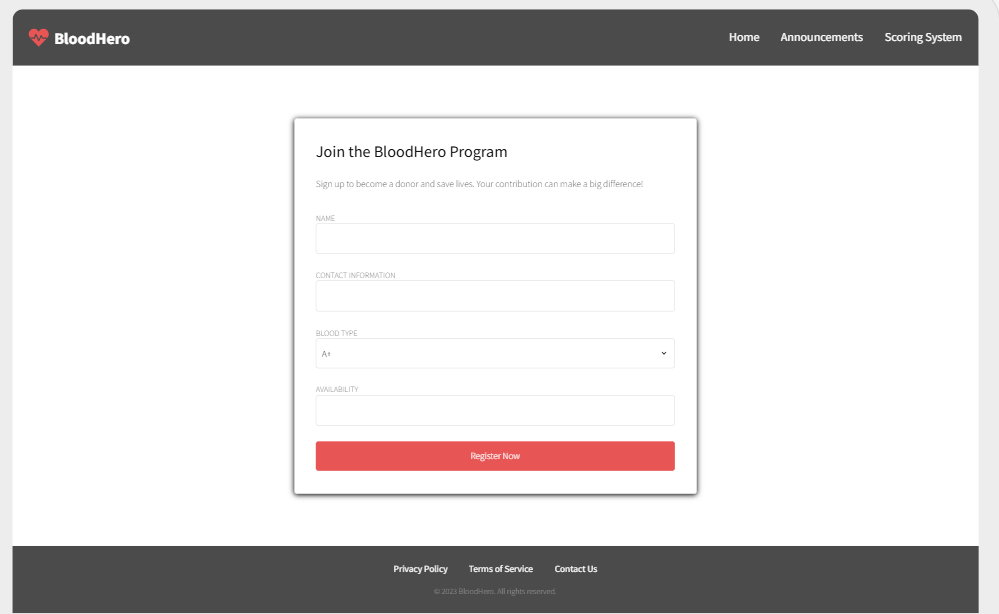 BloodHero
Home Announcements Scoring System
Join the BloodHero Program
Sign up to become a donor and save lives. Your contribution can make a big difference!
NAME
CONTACT INFORMATION
BLOOD TYPE
A+
AVAILABILITY
Register Now
Privacy Policy Terms of Service Contact Us
© 2023 BloodHero. All rights reserved.